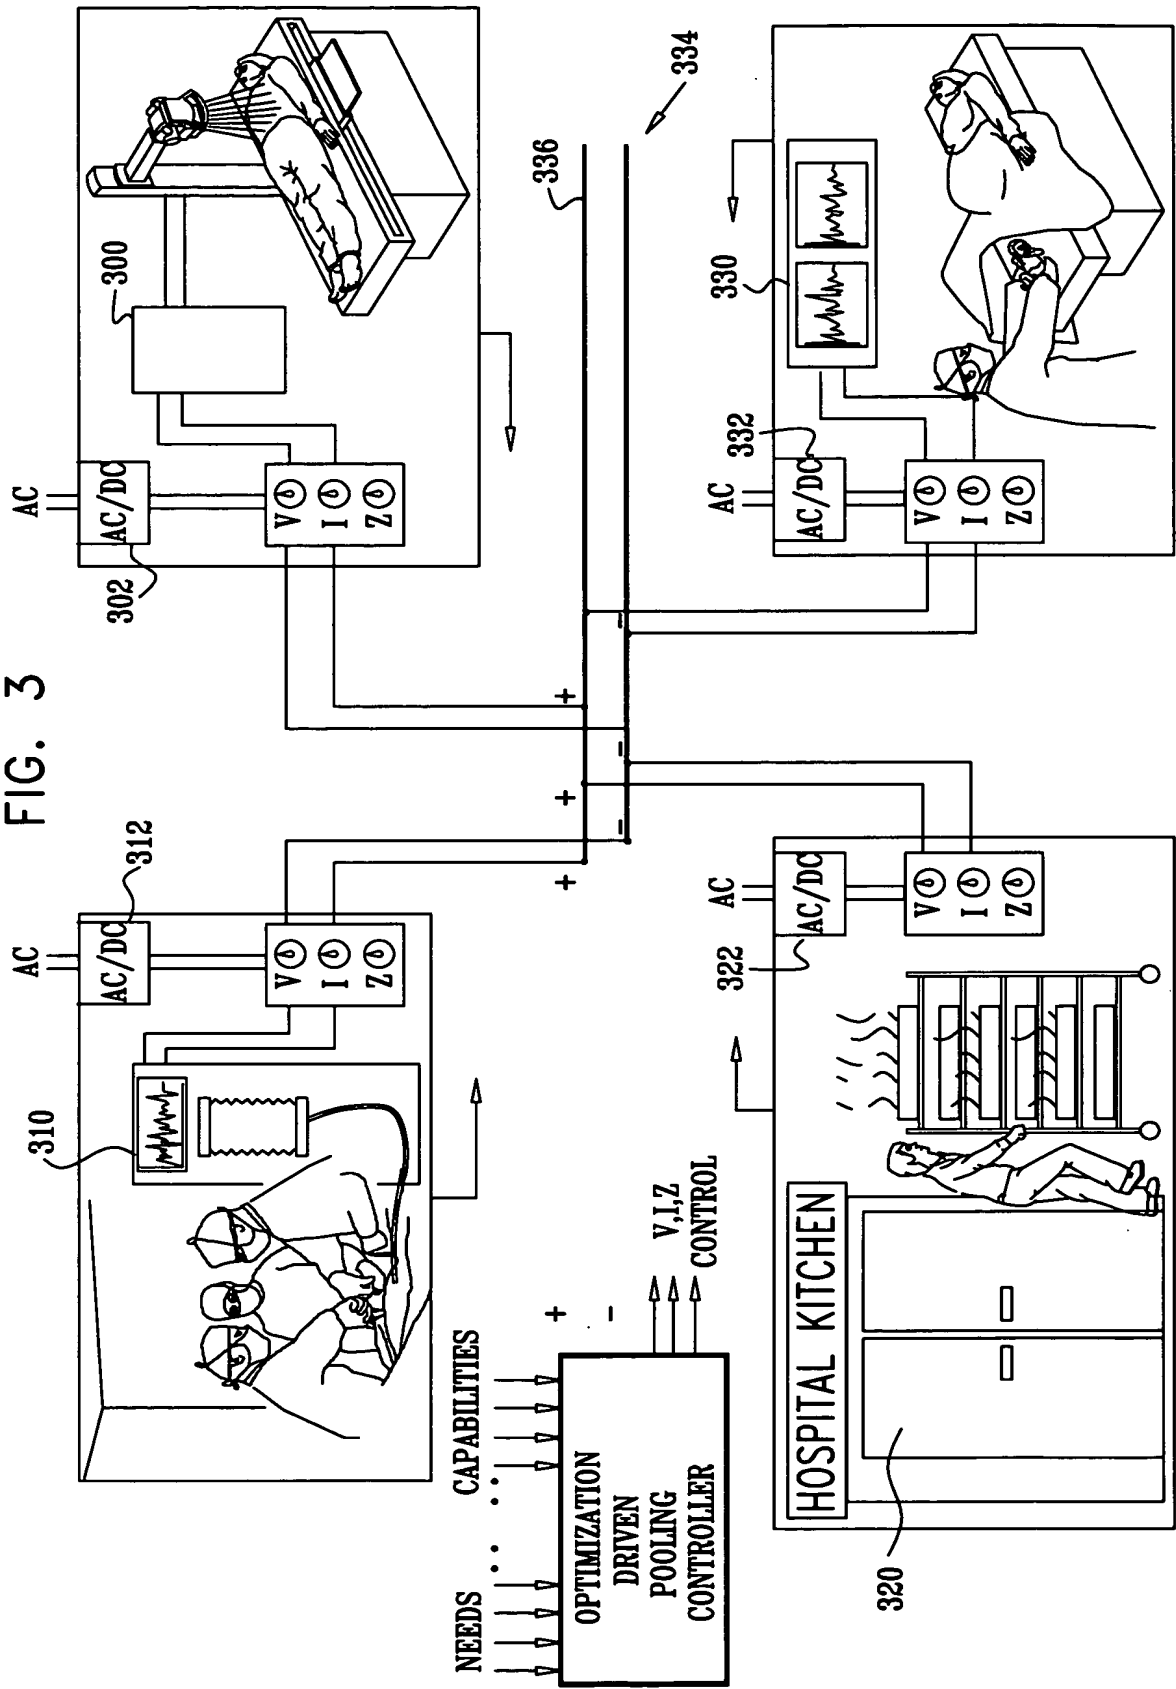 FIG. 3
AC
AC
310
AC/DC
312
302
AC/DC
300
V
I
Z
V
I
Z
NEEDS
CAPABILITIES
+
-
+
-
+
-
+
-
336
334
OPTIMIZATION
DRIVEN
POOLING
CONTROLLER
V,I,Z
CONTROL
HOSPITAL KITCHEN
320
AC
322
AC/DC
V
I
Z
AC
AC/DC
332
330
V
I
Z